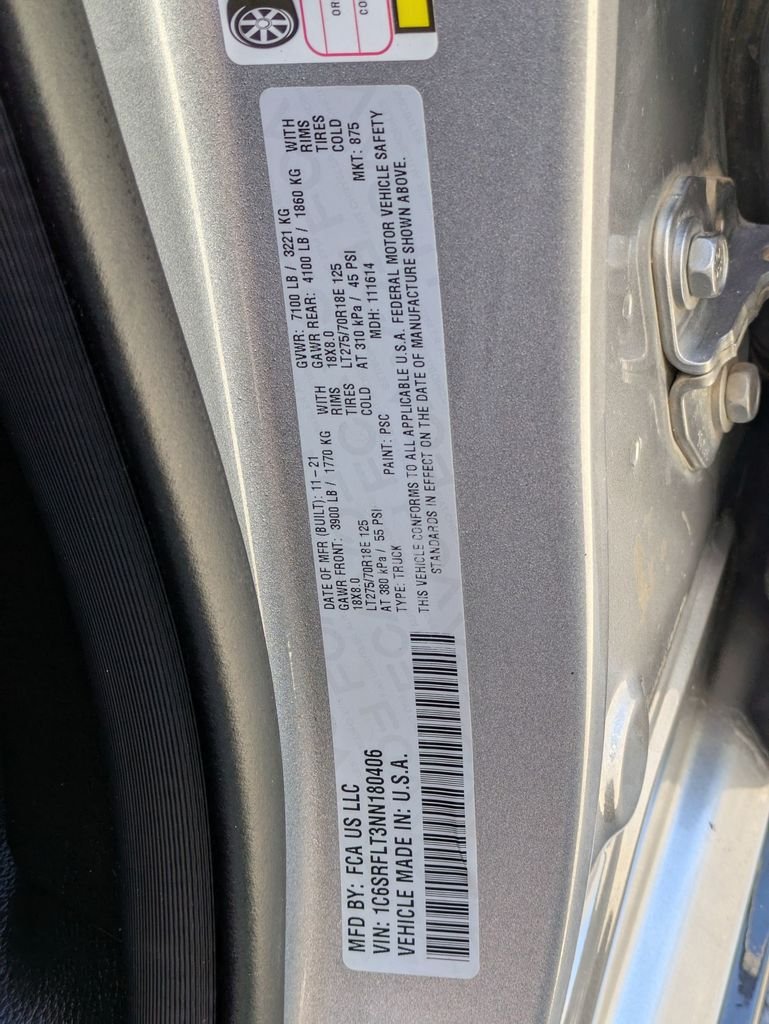 OR
CO
MFD BY: FCA US LLC
VIN: 1C6SRFLT3NN180406
VEHICLE MADE IN: U.S.A.
DATE OF MFR (BUILT): 11-21 GVWR: 7100 LB / 3221 KG
GAWR FRONT: 3900 LB / 1770 KG WITH GAWR REAR: 4100 LB / 1860 KG WITH
18X8.0 RIMS 18X8.0 RIMS
LT275/70R18E 125 TIRES LT275/70R18E 125 TIRES
AT 380 kPa / 55 PSI COLD AT 310 kPa / 45 PSI COLD
TYPE: TRUCK PAINT: PSC MDH: 111614 MKT: 875
THIS VEHICLE CONFORMS TO ALL APPLICABLE U.S.A. FEDERAL MOTOR VEHICLE SAFETY
STANDARDS IN EFFECT ON THE DATE OF MANUFACTURE SHOWN ABOVE.